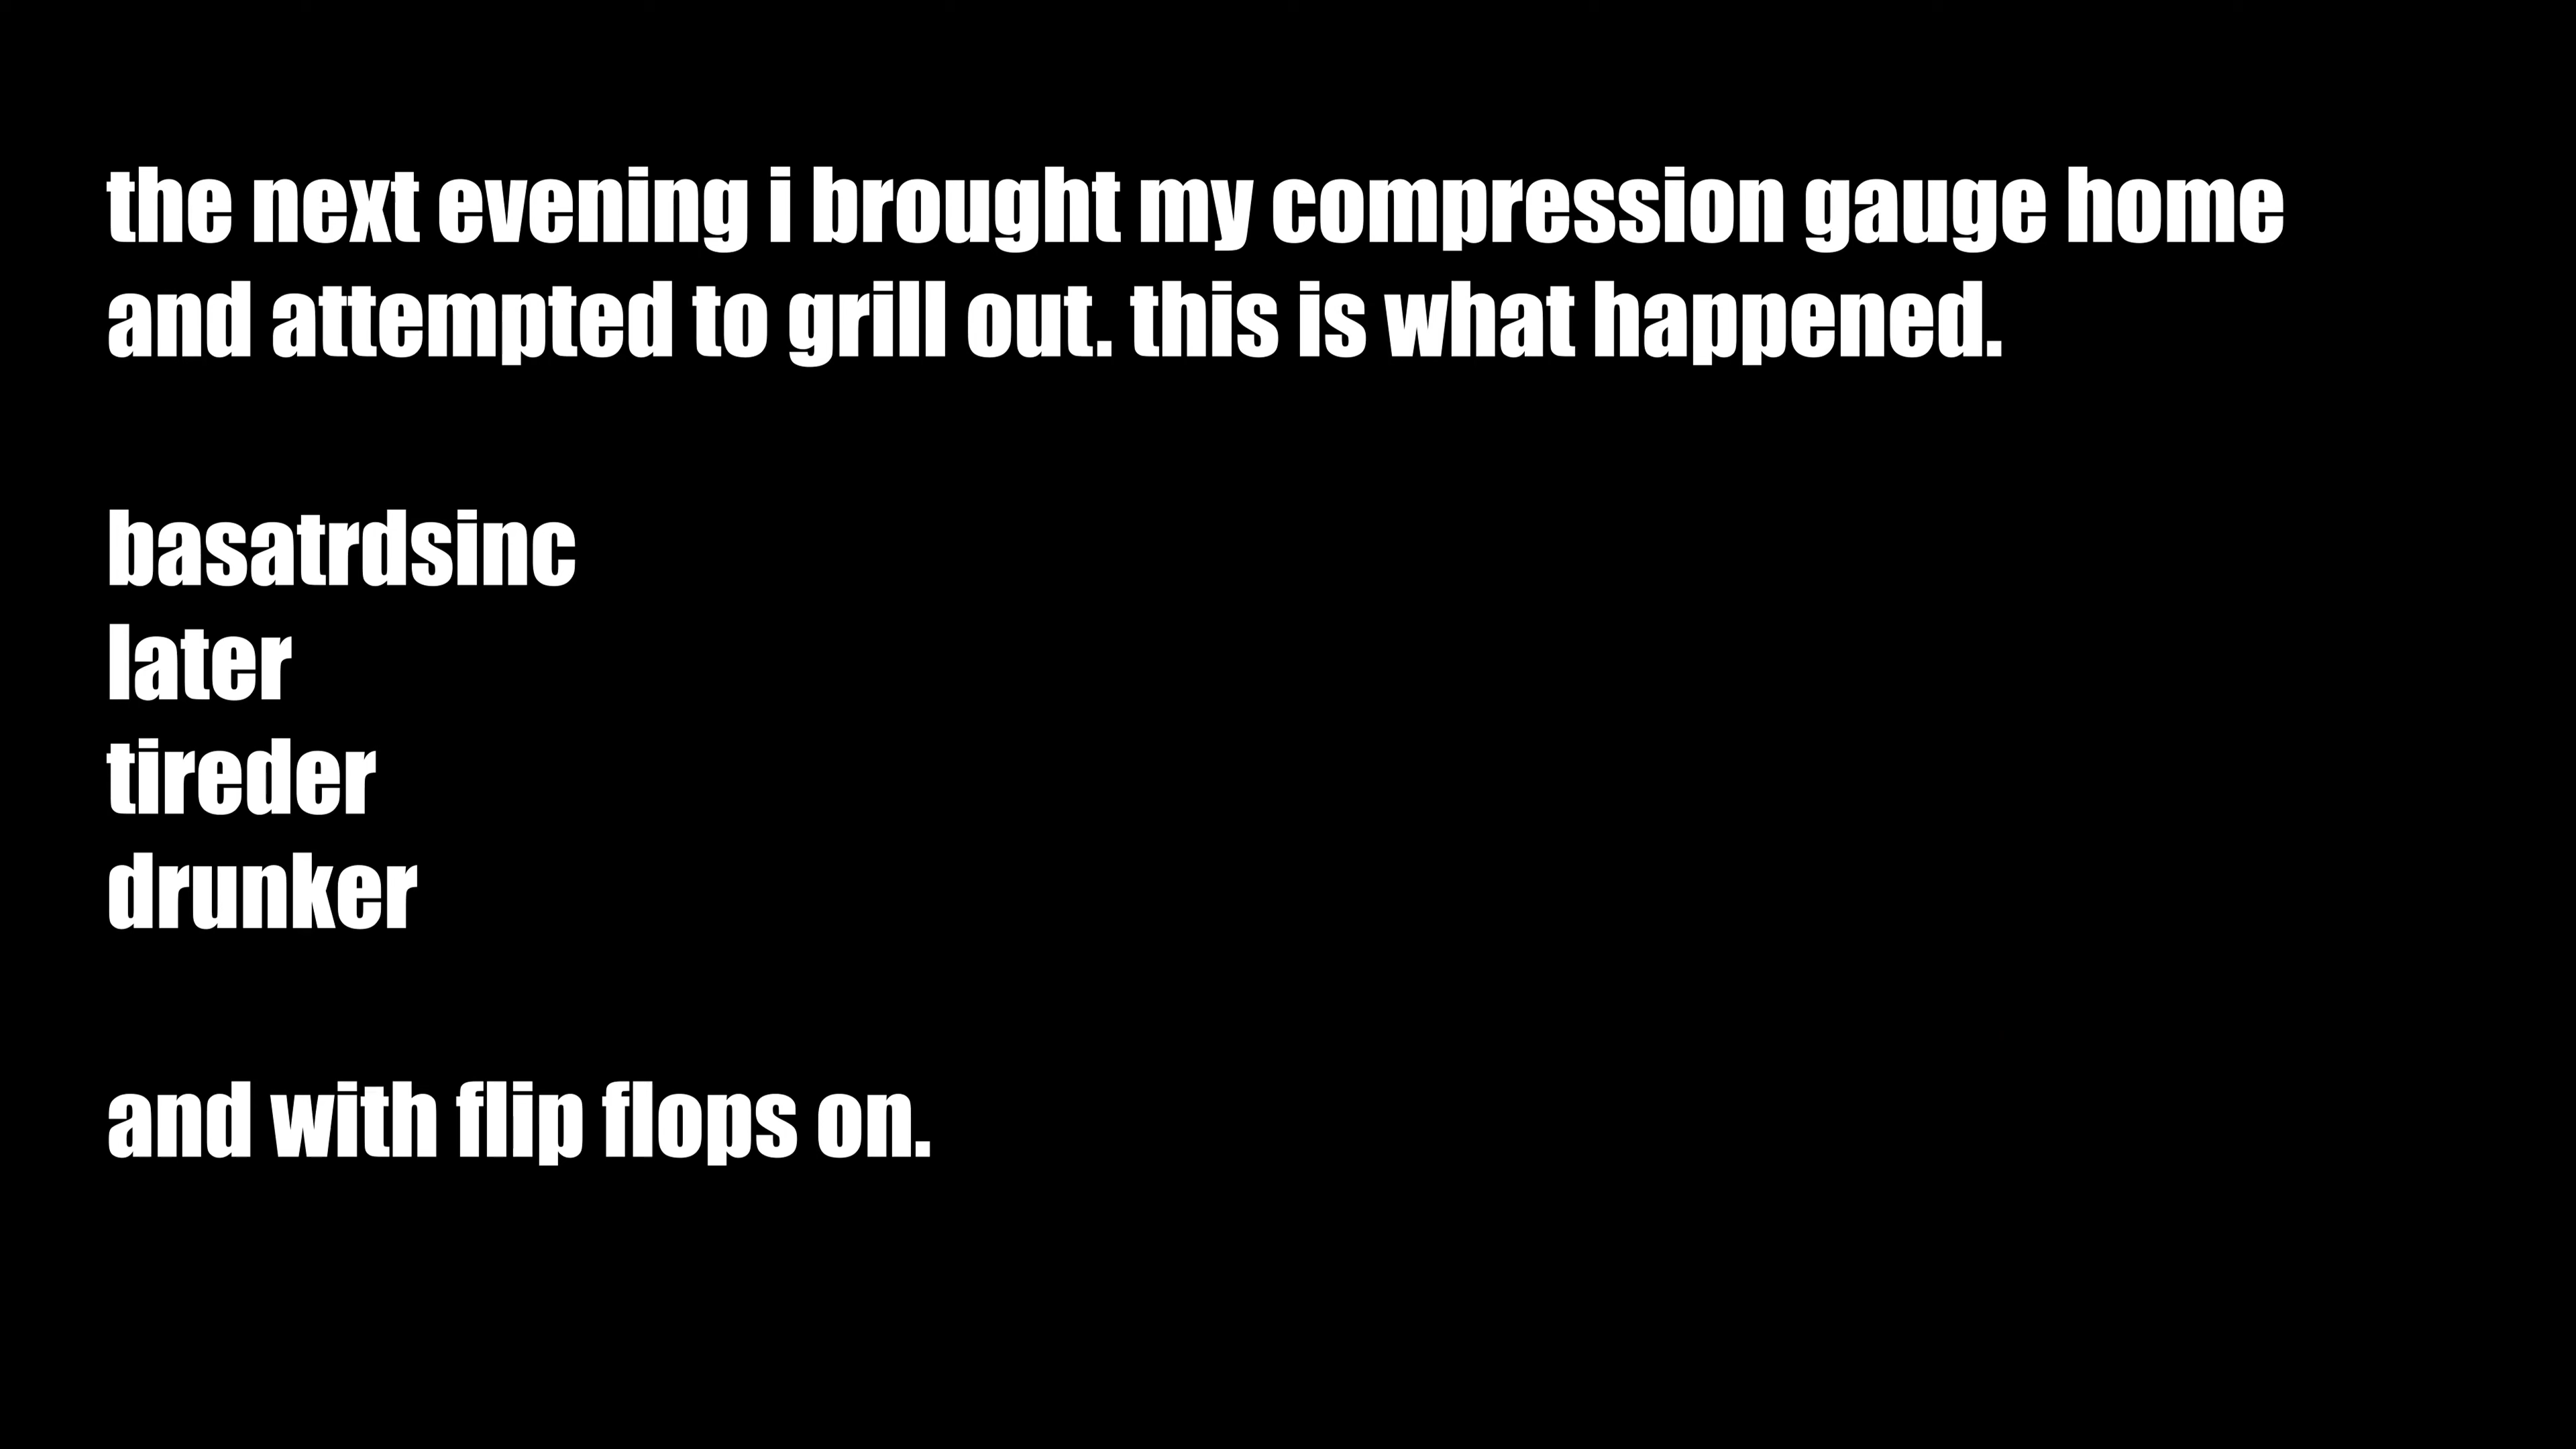 the next evening i brought my compression gauge home
and attempted to grill out. this is what happened.
basatrdsinc
later
tireder
drunker
and with flip flops on.